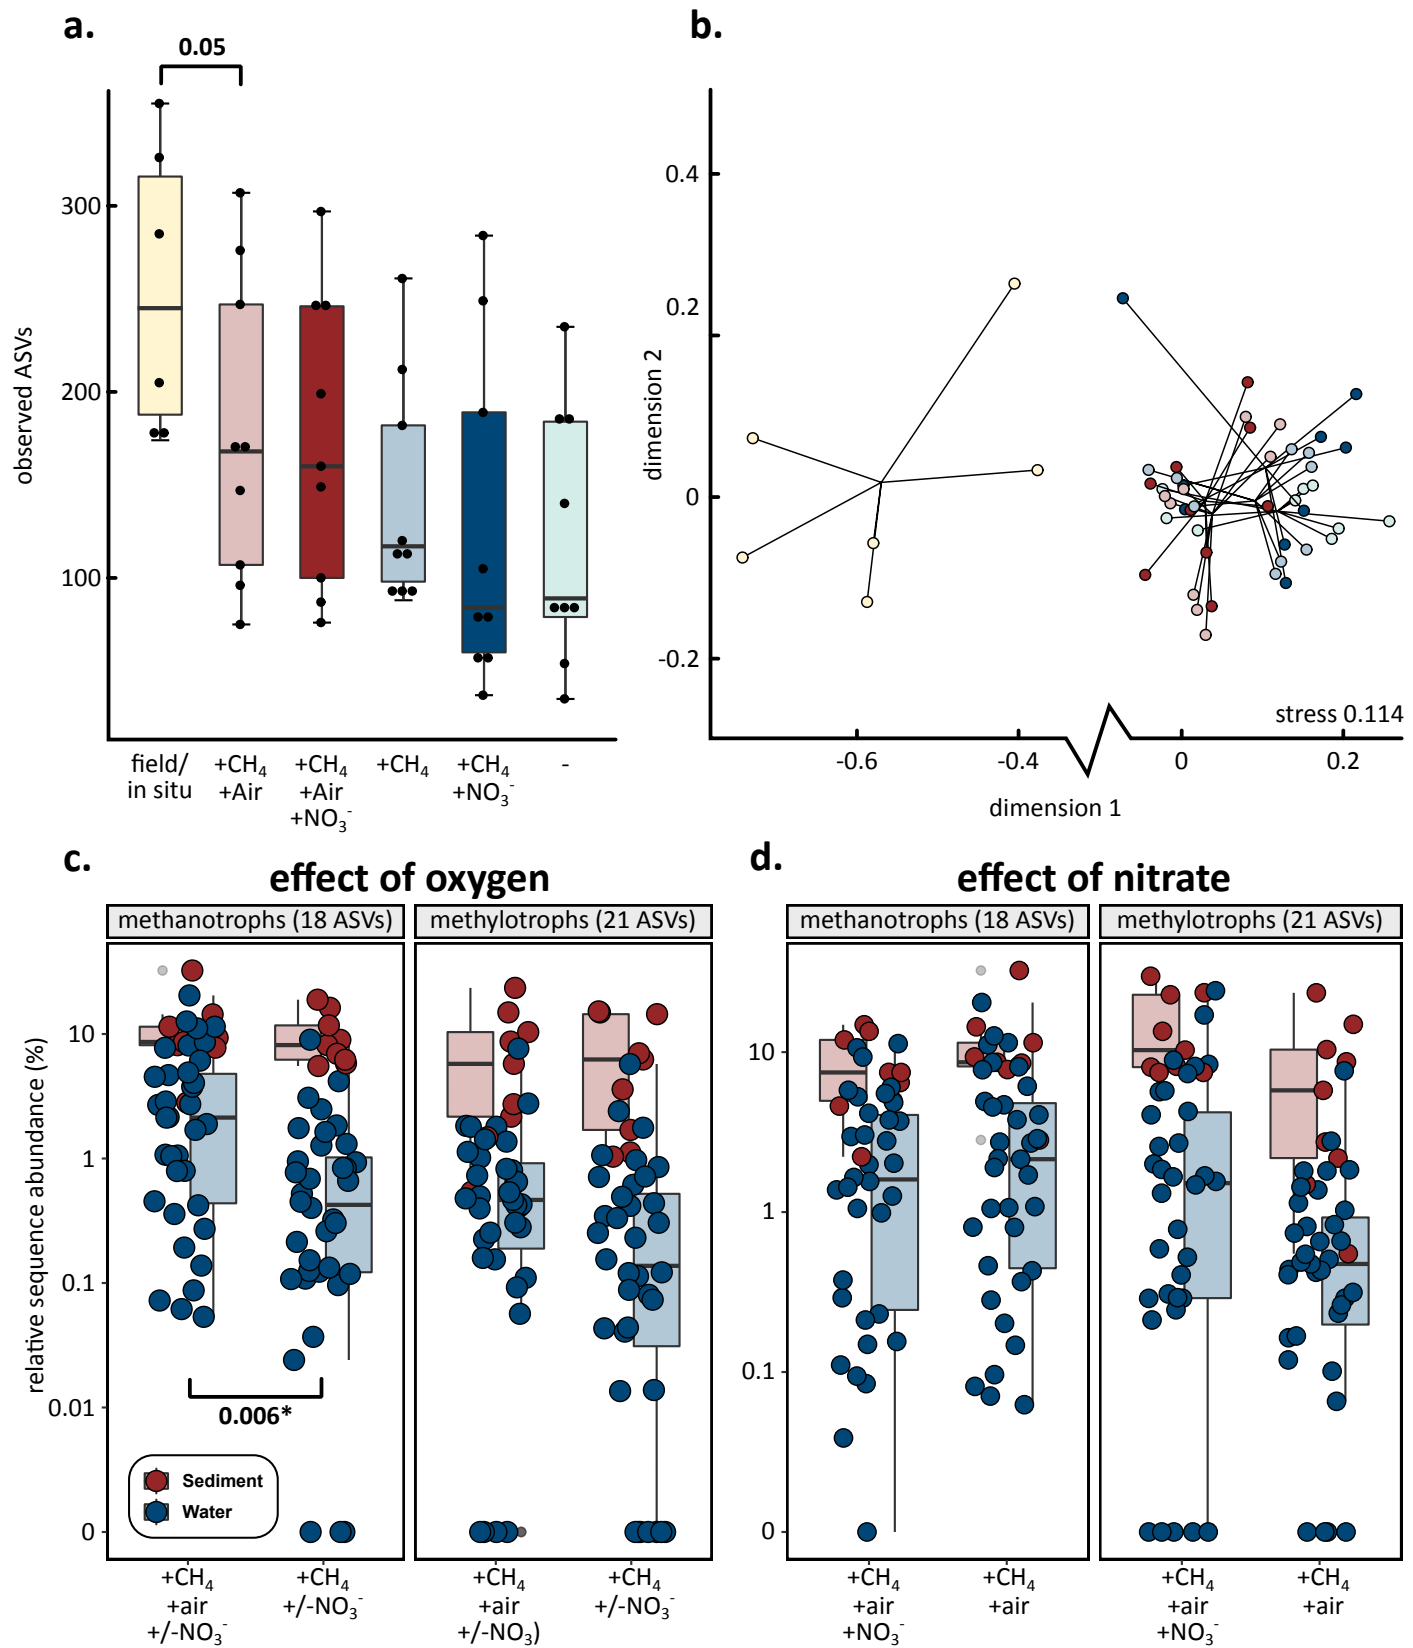 a.
0.05
observed ASVs
300
200
100
field/
in situ
+CH₄
+Air
+CH₄
+Air
+NO₃⁻
+CH₄
+CH₄
+NO₃⁻
-
b.
dimension 2
0.4
0.2
0
-0.2
stress 0.114
-0.6
-0.4
0
0.2
dimension 1
c.
effect of oxygen
methanotrophs (18 ASVs)
methylotrophs (21 ASVs)
relative sequence abundance (%)
10
1
0.1
0.01
0
0.006*
Sediment
Water
+CH₄
+air
+/-NO₃⁻
+CH₄
+/-NO₃⁻
+CH₄
+air
+/-NO₃)
+CH₄
+/-NO₃⁻
d.
effect of nitrate
methanotrophs (18 ASVs)
methylotrophs (21 ASVs)
10
1
0.1
0
+CH₄
+air
+NO₃⁻
+CH₄
+air
+CH₄
+air
+NO₃⁻
+CH₄
+air